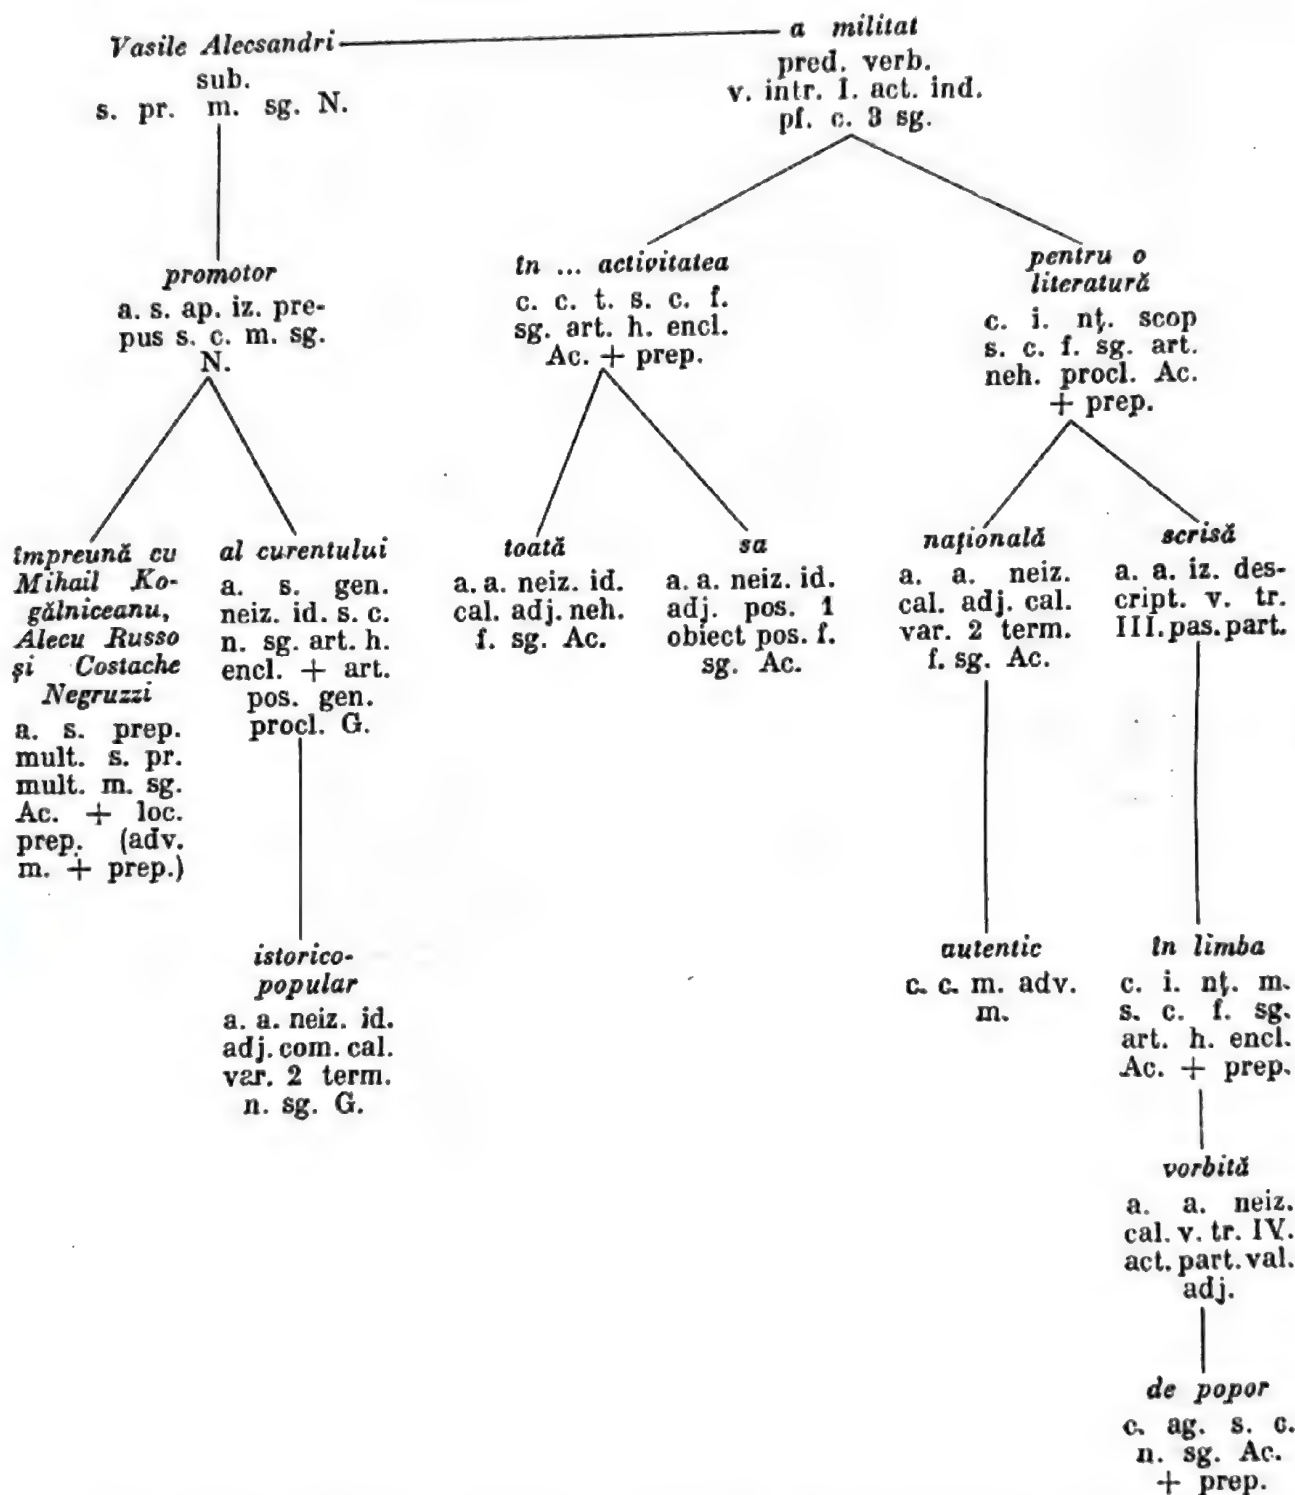 Vasile Alecsandri
sub.
s. pr. m. sg. N.
a militat
pred. verb.
v. intr. I. act. ind.
pf. c. 3 sg.
promotor
a. s. ap. iz. pre-
pus s. c. m. sg.
N.
în ... activitatea
c. c. t. s. c. f.
sg. art. h. encl.
Ac. + prep.
pentru o
literatură
c. i. nț. scop
s. c. f. sg. art.
neh. procl. Ac.
+ prep.
împreună cu
Mihail Ko-
gălniceanu,
Alecu Russo
și Costache
Negruzzi
a. s. prep.
mult. s. pr.
mult. m. sg.
Ac. + loc.
prep. (adv.
m. + prep.)
al curentului
a. s. gen.
neiz. id. s. c.
n. sg. art. h.
encl. + art.
pos. gen.
procl. G.
toată
a. a. neiz. id.
cal. adj. neh.
f. sg. Ac.
sa
a. a. neiz. id.
adj. pos. 1
obiect pos. f.
sg. Ac.
națională
a. a. neiz.
cal. adj. cal.
var. 2 term.
f. sg. Ac.
scrisă
a. a. iz. des-
cript. v. tr.
III. pas. part.
istorico-
popular
a. a. neiz. id.
adj. com. cal.
var. 2 term.
n. sg. G.
autentic
c. c. m. adv.
m.
în limba
c. i. nț. m.
s. c. f. sg.
art. h. encl.
Ac. + prep.
vorbită
a. a. neiz.
cal. v. tr. IV.
act. part. val.
adj.
de popor
c. ag. s. c.
n. sg. Ac.
+ prep.